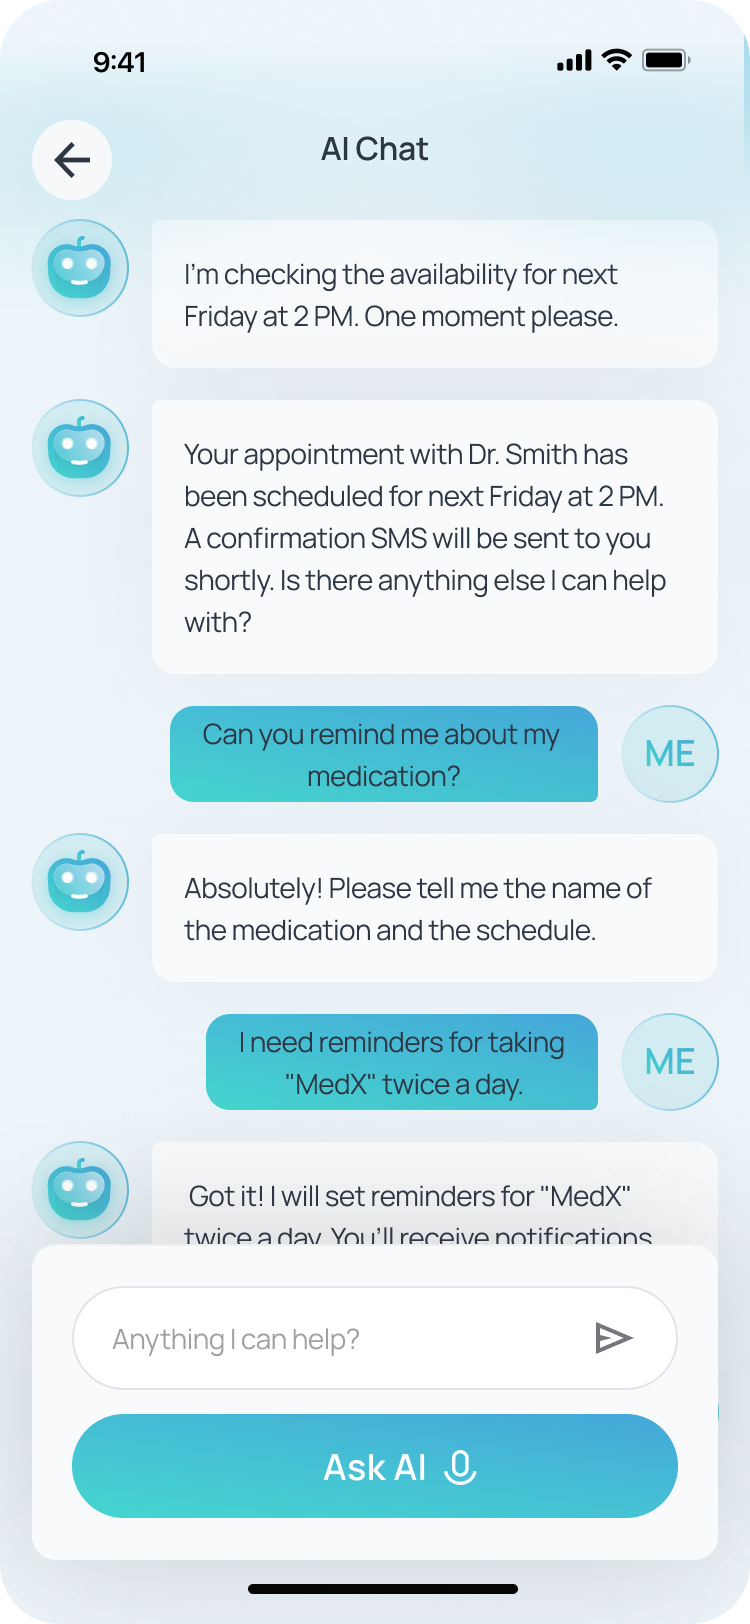 9:41
AI Chat
I’m checking the availability for next
Friday at 2 PM. One moment please.
Your appointment with Dr. Smith has
been scheduled for next Friday at 2 PM.
A confirmation SMS will be sent to you
shortly. Is there anything else I can help
with?
Can you remind me about my
medication?
ME
Absolutely! Please tell me the name of
the medication and the schedule.
I need reminders for taking
"MedX" twice a day.
ME
Got it! I will set reminders for "MedX"
twice a day. You’ll receive notifications
Anything I can help?
Ask AI